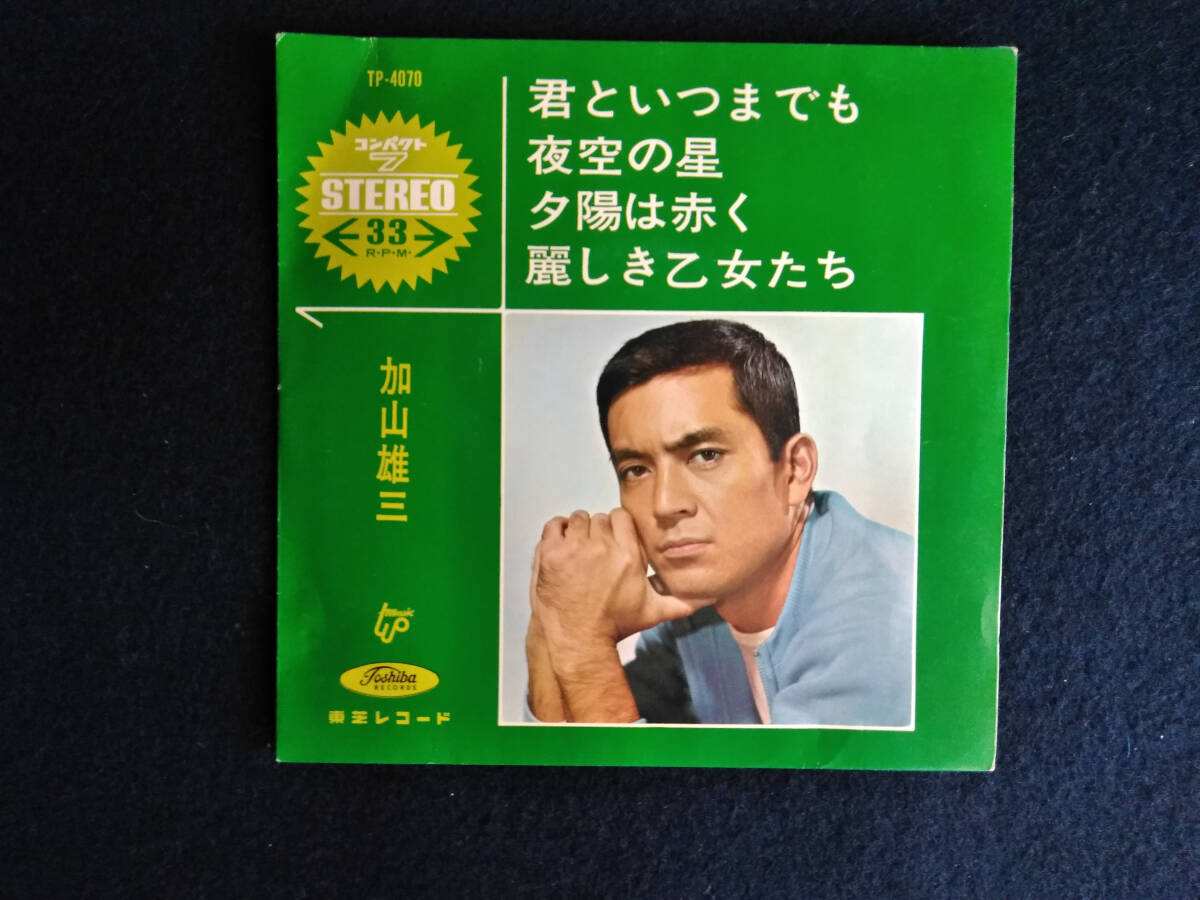 TP-4070
コンパクト
7
STEREO
33
R・P・M・
君といつまでも
夜空の星
夕陽は赤く
麗しき乙女たち
加山雄三
Music
Toshiba
RECORDS
東芝レコード